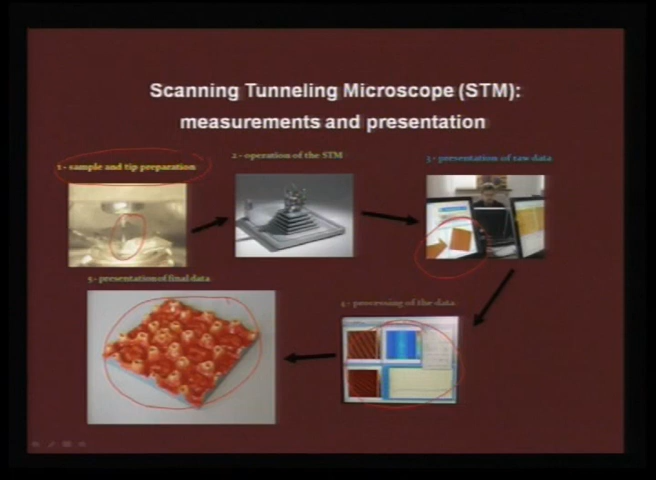 Scanning Tunneling Microscope (STM):
measurements and presentation
1 - sample and tip preparation
2 - operation of the STM
3 - presentation of raw data
5 - presentation of final data
4 - processing of the data